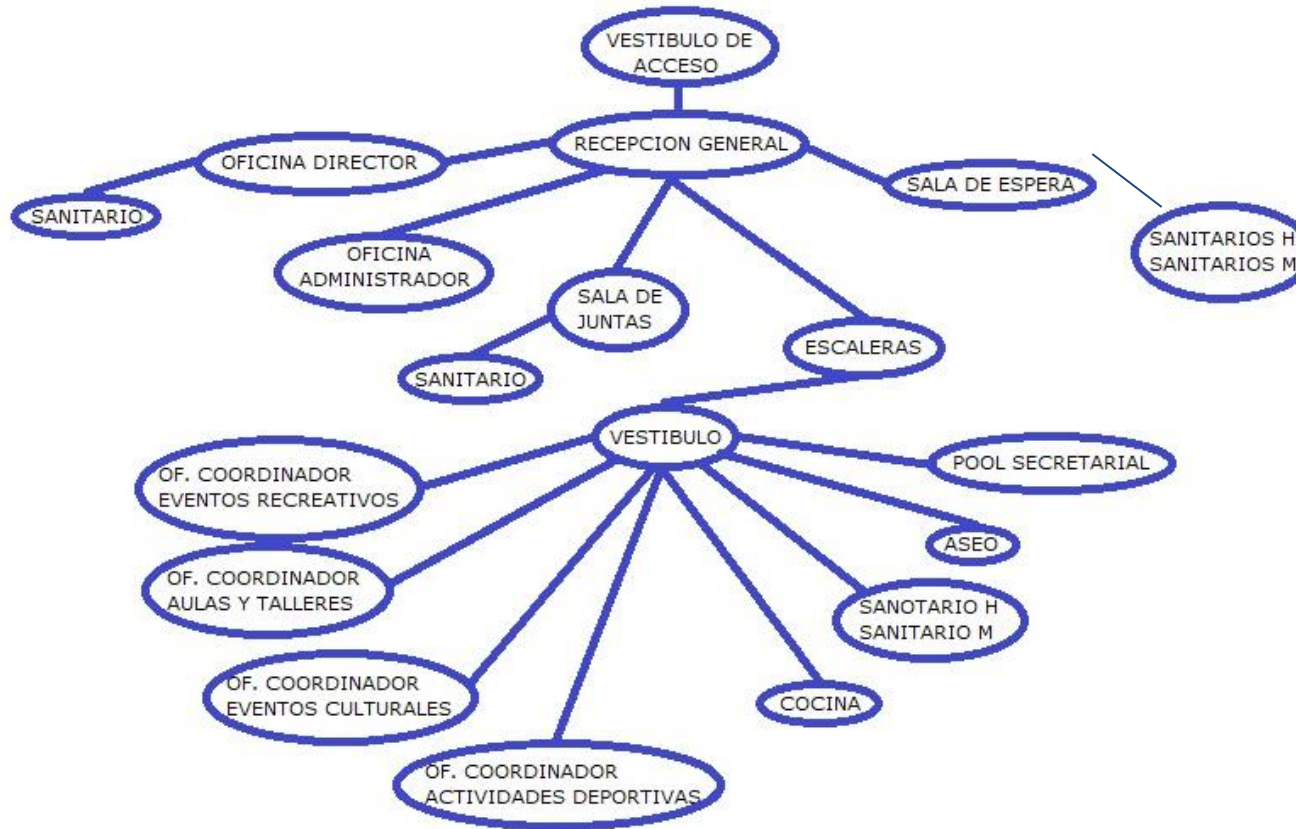 VESTIBULO DE
ACCESO
RECEPCION GENERAL
OFICINA DIRECTOR
SALA DE ESPERA
SANITARIO
SANITARIOS H
SANITARIOS M
OFICINA
ADMINISTRADOR
SALA DE
JUNTAS
ESCALERAS
SANITARIO
VESTIBULO
POOL SECRETARIAL
OF. COORDINADOR
EVENTOS RECREATIVOS
ASEO
OF. COORDINADOR
AULAS Y TALLERES
SANOTARIO H
SANITARIO M
OF. COORDINADOR
EVENTOS CULTURALES
COCINA
OF. COORDINADOR
ACTIVIDADES DEPORTIVAS